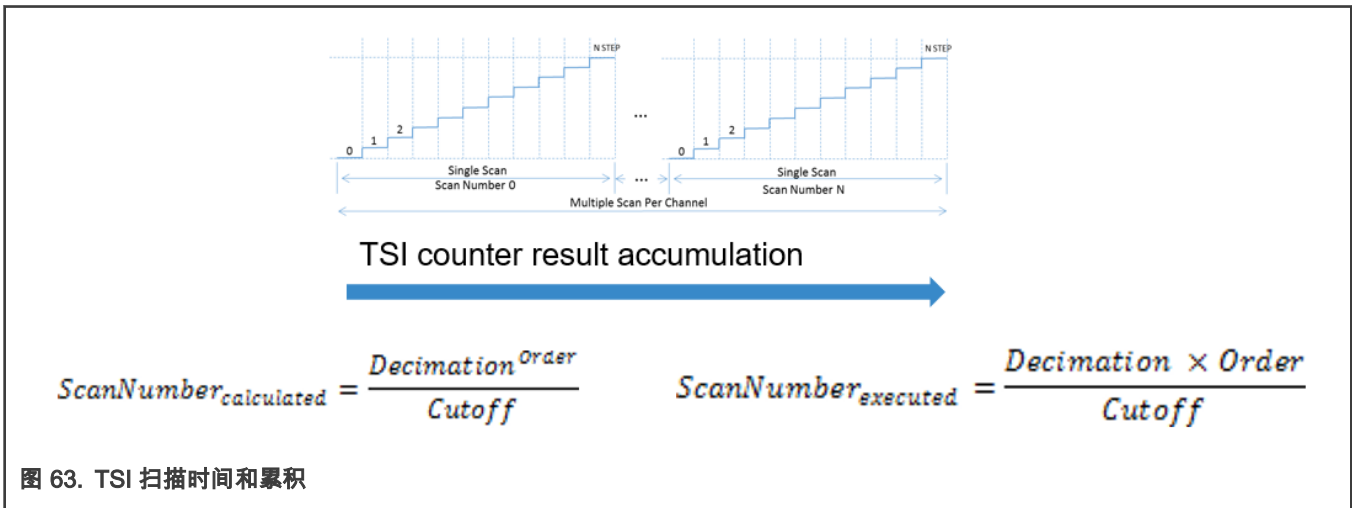 N STEP N STEP
...
2 2
1 1
0 0
Single Scan ... Single Scan
Scan Number 0 Scan Number N
Multiple Scan Per Channel
TSI counter result accumulation
ScanNumber_calculated = Decimation^Order / Cutoff
ScanNumber_executed = Decimation × Order / Cutoff
图 63. TSI 扫描时间和累积